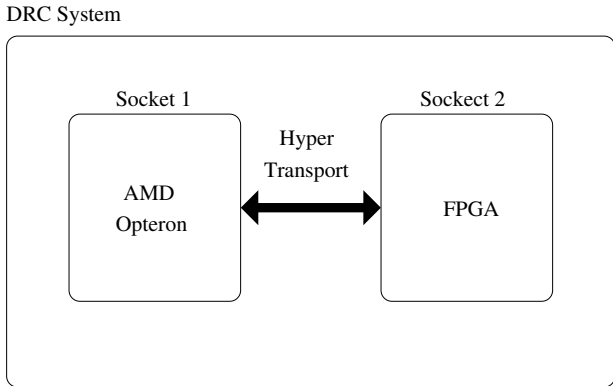 DRC System
Socket 1
Sockect 2
Hyper
Transport
AMD
Opteron
FPGA